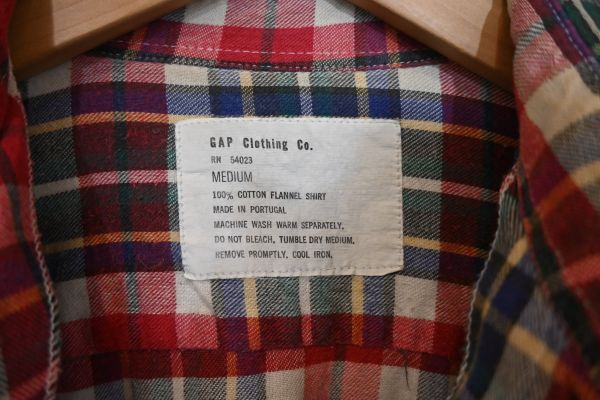 GAP Clothing Co.
RN 54023
MEDIUM
100% COTTON FLANNEL SHIRT
MADE IN PORTUGAL
MACHINE WASH WARM SEPARATELY.
DO NOT BLEACH. TUMBLE DRY MEDIUM.
REMOVE PROMPTLY. COOL IRON.